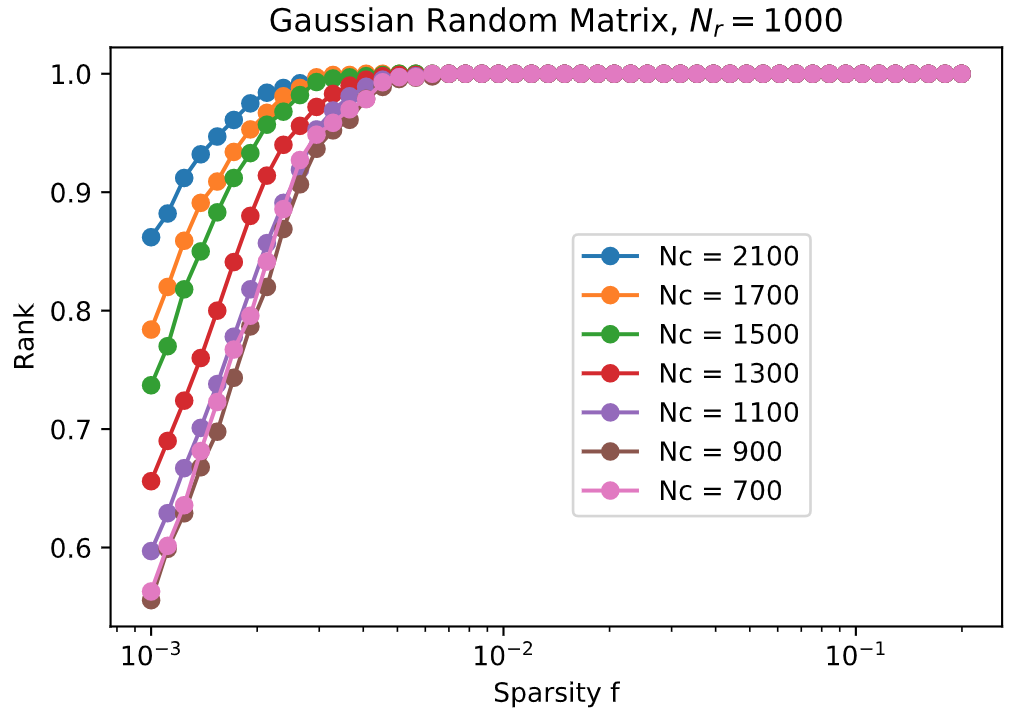 Gaussian Random Matrix, $N_r = 1000$
Rank
1.0
0.9
0.8
0.7
0.6
Nc = 2100
Nc = 1700
Nc = 1500
Nc = 1300
Nc = 1100
Nc = 900
Nc = 700
$10^{-3}$ $10^{-2}$ $10^{-1}$
Sparsity f